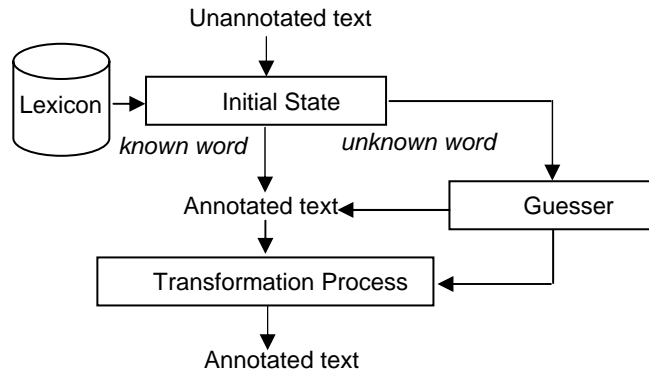 Unannotated text
Lexicon
Initial State
known word
unknown word
Annotated text
Guesser
Transformation Process
Annotated text